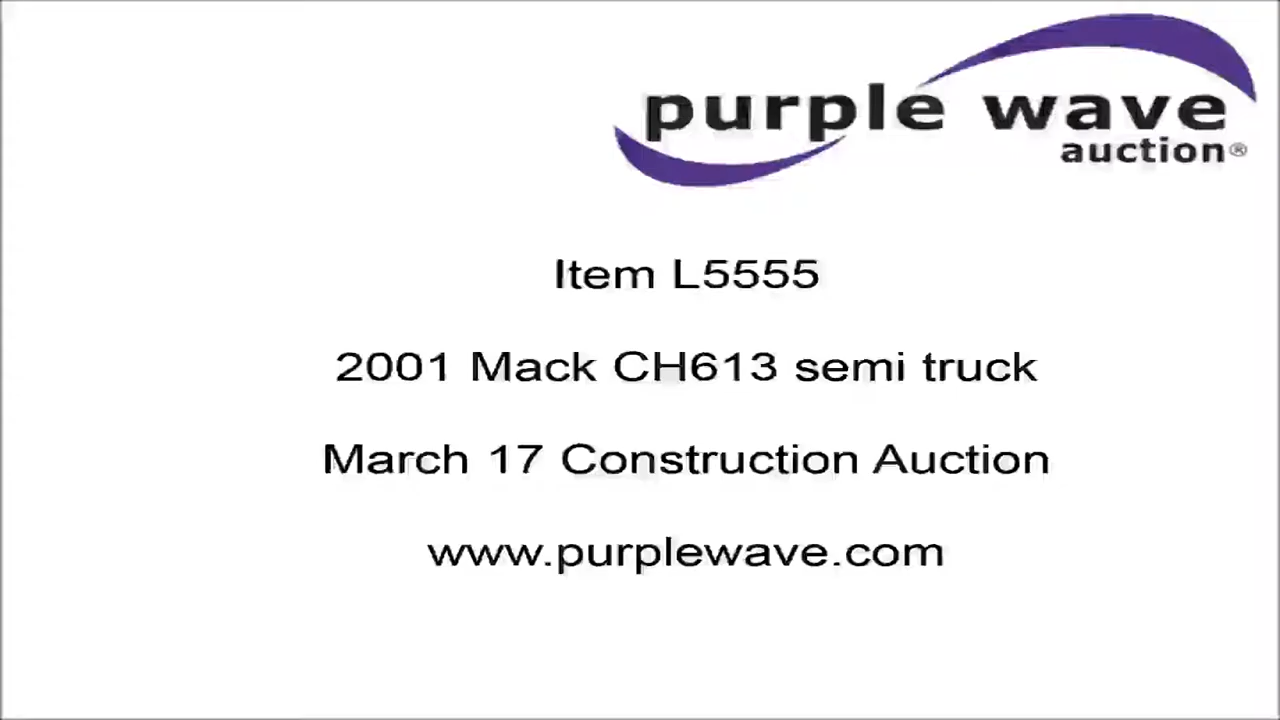 purple wave
auction®
Item L5555
2001 Mack CH613 semi truck
March 17 Construction Auction
www.purplewave.com